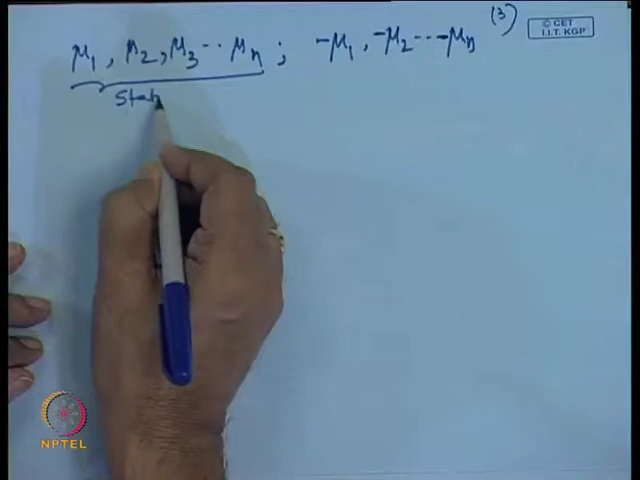 μ₁, μ₂, μ₃ ... μₙ ; -μ₁, -μ₂ ... -μₙ (3)
© CET
I.I.T. KGP
Stab
NPTEL